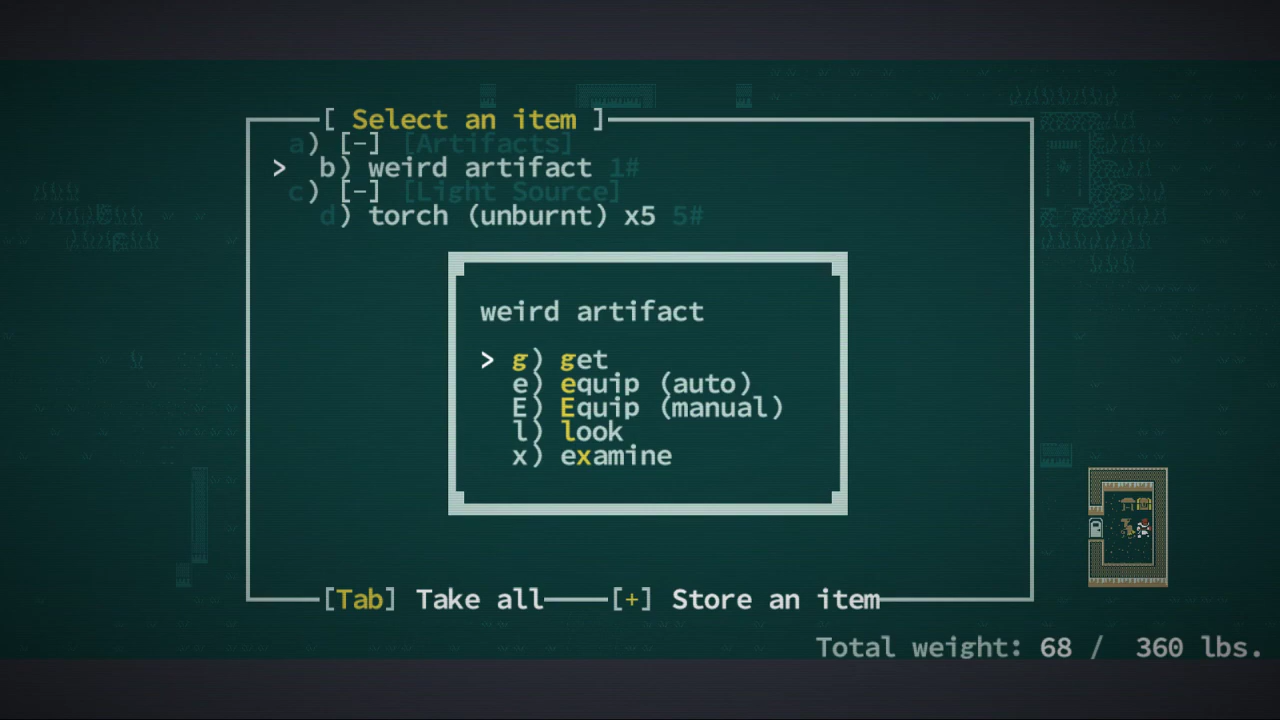 [ Select an item ]
a) [-] [Artifacts]
> b) weird artifact 1#
c) [-] [Light Source]
d) torch (unburnt) x5 5#
weird artifact
> g) get
e) equip (auto)
E) Equip (manual)
l) look
x) examine
[Tab] Take all [+] Store an item
Total weight: 68 / 360 lbs.